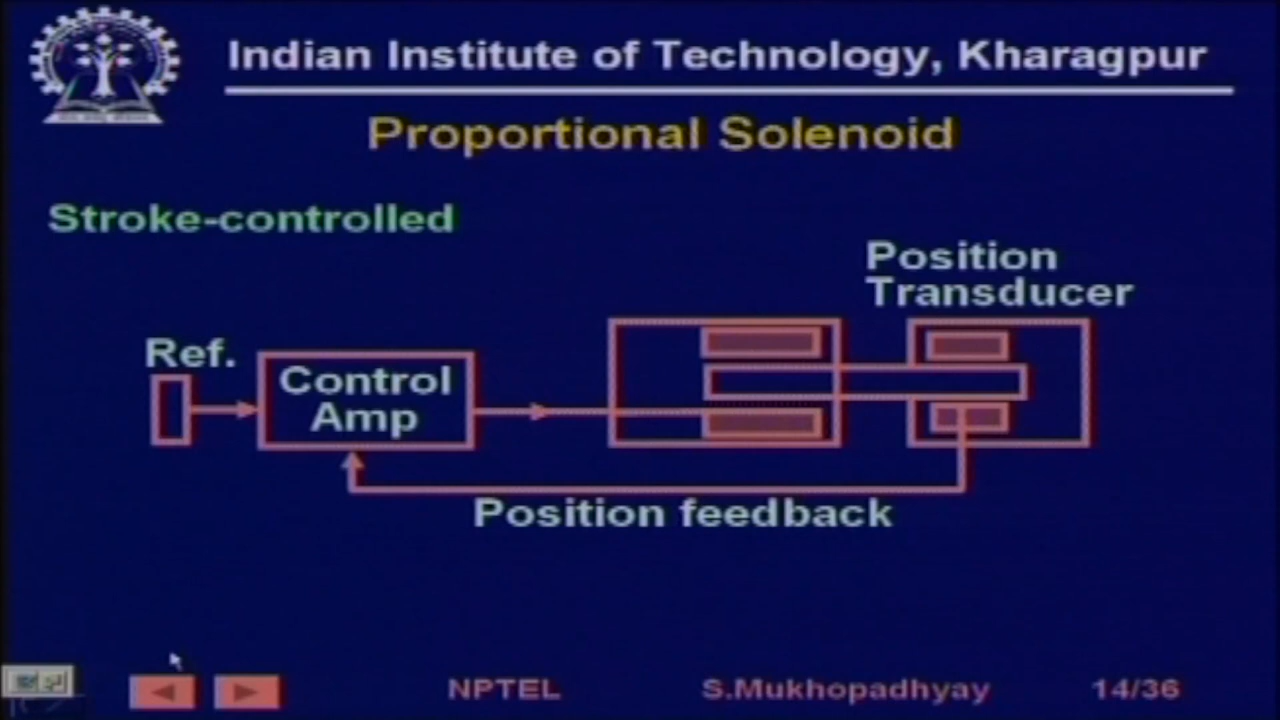 Indian Institute of Technology, Kharagpur
Proportional Solenoid
Stroke-controlled
Position
Transducer
Ref.
Control
Amp
Position feedback
NPTEL
S.Mukhopadhyay
14/36